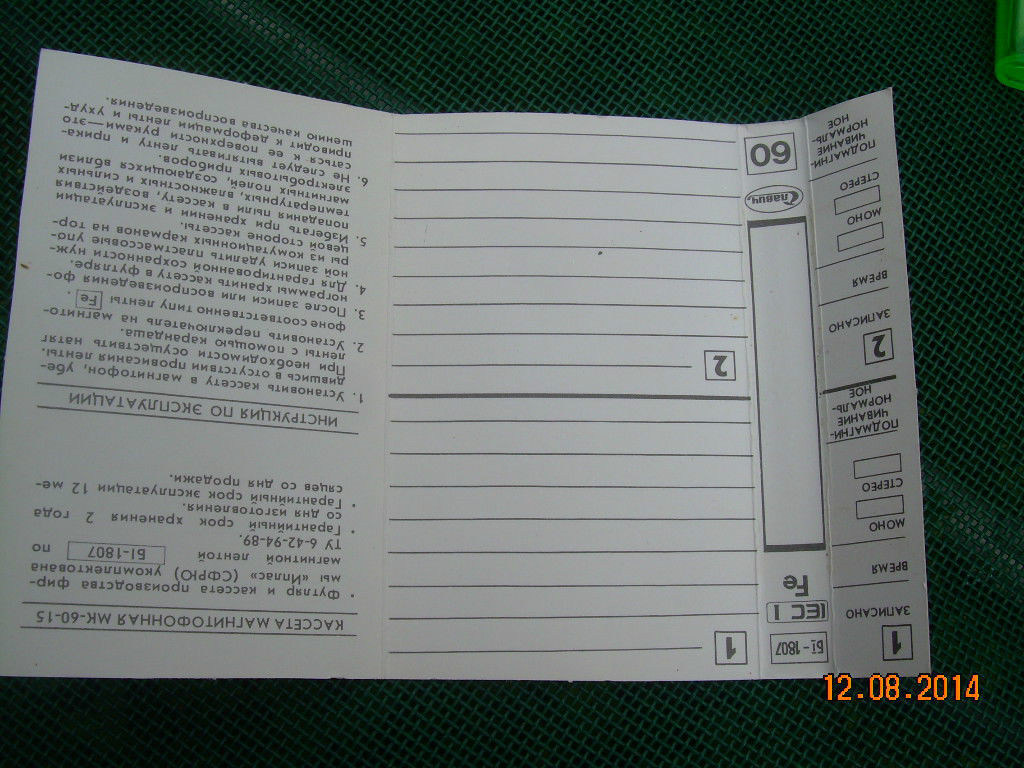 1
ЗАПИСАНО
ВРЕМЯ
МОНО
СТЕРЕО
ПОДМАГНИ-
ЧИВАНИЕ
НОРМАЛЬ-
НОЕ
2
ЗАПИСАНО
ВРЕМЯ
МОНО
СТЕРЕО
ПОДМАГНИ-
ЧИВАНИЕ
НОРМАЛЬ-
НОЕ
БI-1807
IEC I
Fe
Славич
60
1
2
КАССЕТА МАГНИТОФОННАЯ МК-60-15
• Футляр и кассета производства фир-
мы «Иплас» (СФРЮ) укомплектована
магнитной лентой БI-1807 по
ТУ 6-42-94-89.
• Гарантийный срок хранения 2 года
со дня изготовления.
• Гарантийный срок эксплуатации 12 ме-
сяцев со дня продажи.
ИНСТРУКЦИЯ ПО ЭКСПЛУАТАЦИИ
1. Установить кассету в магнитофон, убе-
дившись в отсутствии провисания ленты.
При необходимости осуществить натяг
ленты с помощью карандаша.
2. Установить переключатель на магнито-
фоне соответственно типу ленты Fe.
3. После записи или воспроизведения фо-
нограммы хранить кассету в футляре.
4. Для гарантированной сохранности нуж-
ной записи удалить пластмассовые упо-
ры из комутационных карманов на тор-
цевой стороне кассеты.
5. Избегать при хранении и эксплуатации
попадания пыли в кассету, воздействия
температурных, влажностных и сильных
магнитных полей, создающихся вблизи
электробытовых приборов.
6. Не следует вытягивать ленту и прика-
саться к ее поверхности руками—это
приводит к деформации ленты и ухуд-
шению качества воспроизведения.
12.08.2014